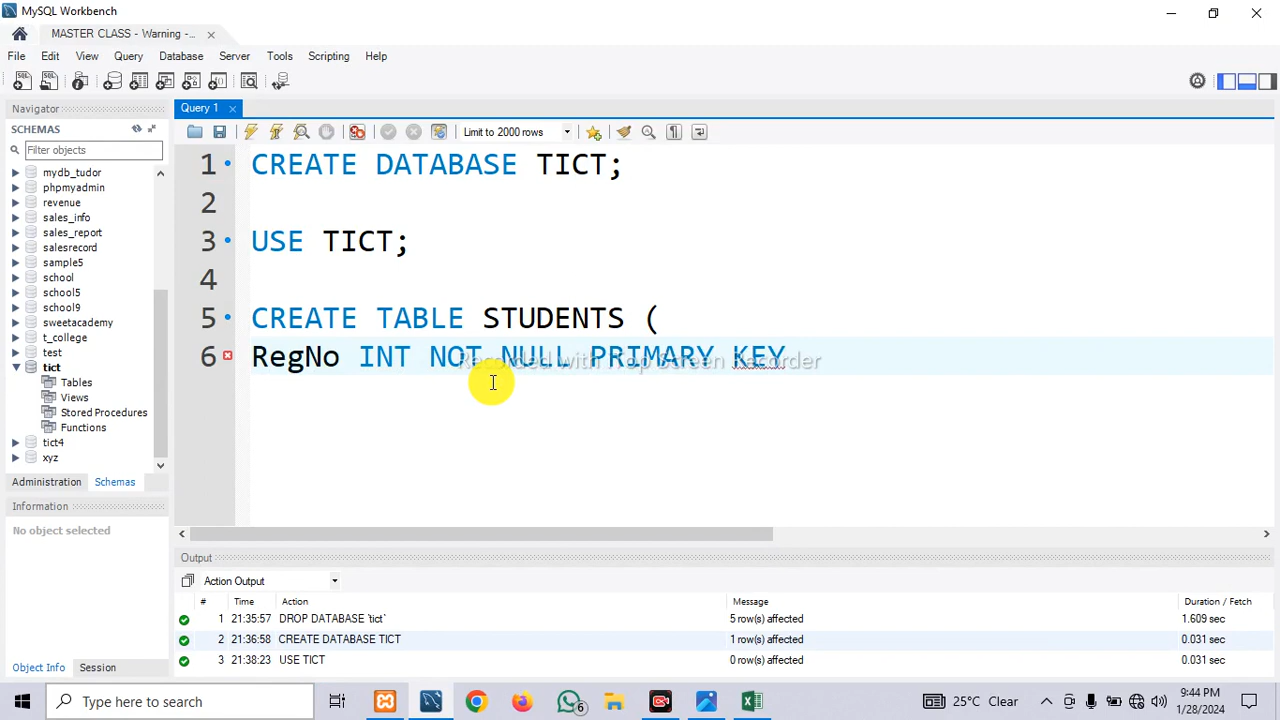 MySQL Workbench
MASTER CLASS - Warning -...
File Edit View Query Database Server Tools Scripting Help
Navigator
Query 1
SCHEMAS
Limit to 2000 rows
Filter objects
mydb_tudor
phpmyadmin
revenue
sales_info
sales_report
salesrecord
sample5
school
school5
school9
sweetacademy
t_college
test
tict
Tables
Views
Stored Procedures
Functions
tict4
xyz
1 CREATE DATABASE TICT;
2
3 USE TICT;
4
5 CREATE TABLE STUDENTS (
6 RegNo INT NOT NULL PRIMARY KEY
Recorded with iTop Screen Recorder
Administration Schemas
Information
No object selected
Object Info Session
Output
Action Output
# Time Action Message Duration / Fetch
1 21:35:57 DROP DATABASE `tict` 5 row(s) affected 1.609 sec
2 21:36:58 CREATE DATABASE TICT 1 row(s) affected 0.031 sec
3 21:38:23 USE TICT 0 row(s) affected 0.031 sec
Type here to search
6
25°C Clear
9:44 PM
1/28/2024